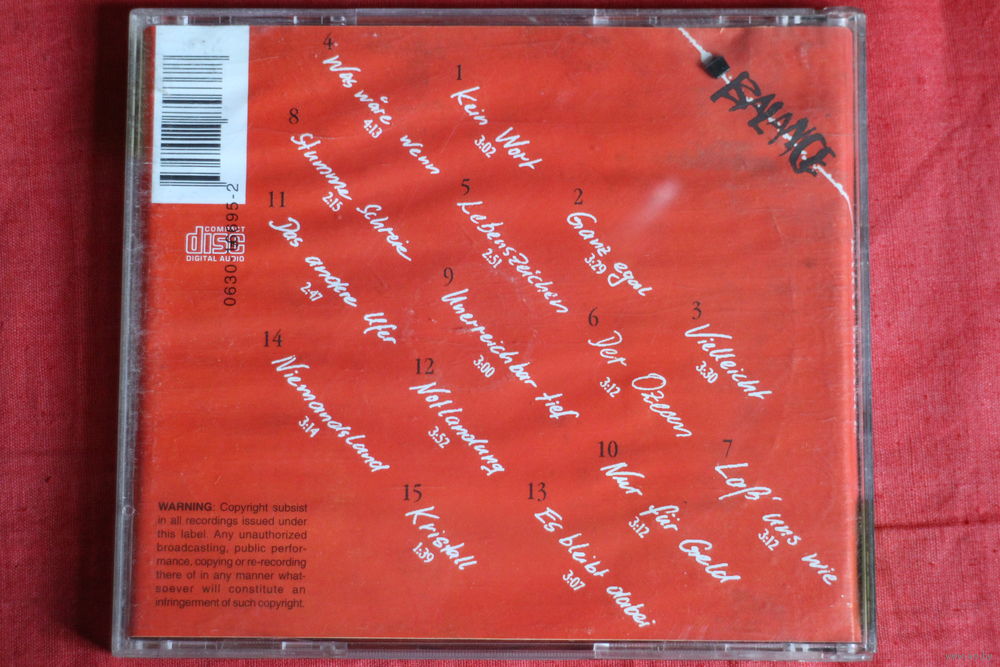 BALANCE
1
Kein Wort
3:02
2
Ganz egal
3:29
3
Vielleicht
3:30
4
Was wäre wenn
4:13
5
Lebenszeichen
2:51
6
Der Ozean
3:12
7
Laß' uns wie
3:12
8
Stumme Schreie
2:15
9
Unerreichbar tief
3:00
10
Nur für Geld
3:12
11
Das andere Ufer
2:47
12
Notlandung
3:52
13
Es bleibt dabei
3:07
14
Niemandsland
3:14
15
Kristall
1:39
COMPACT
disc
DIGITAL AUDIO
WARNING: Copyright subsist
in all recordings issued under
this label. Any unauthorized
broadcasting, public perfor-
mance, copying or re-recording
there of in any manner what-
soever will constitute an
infringement of such copyright.